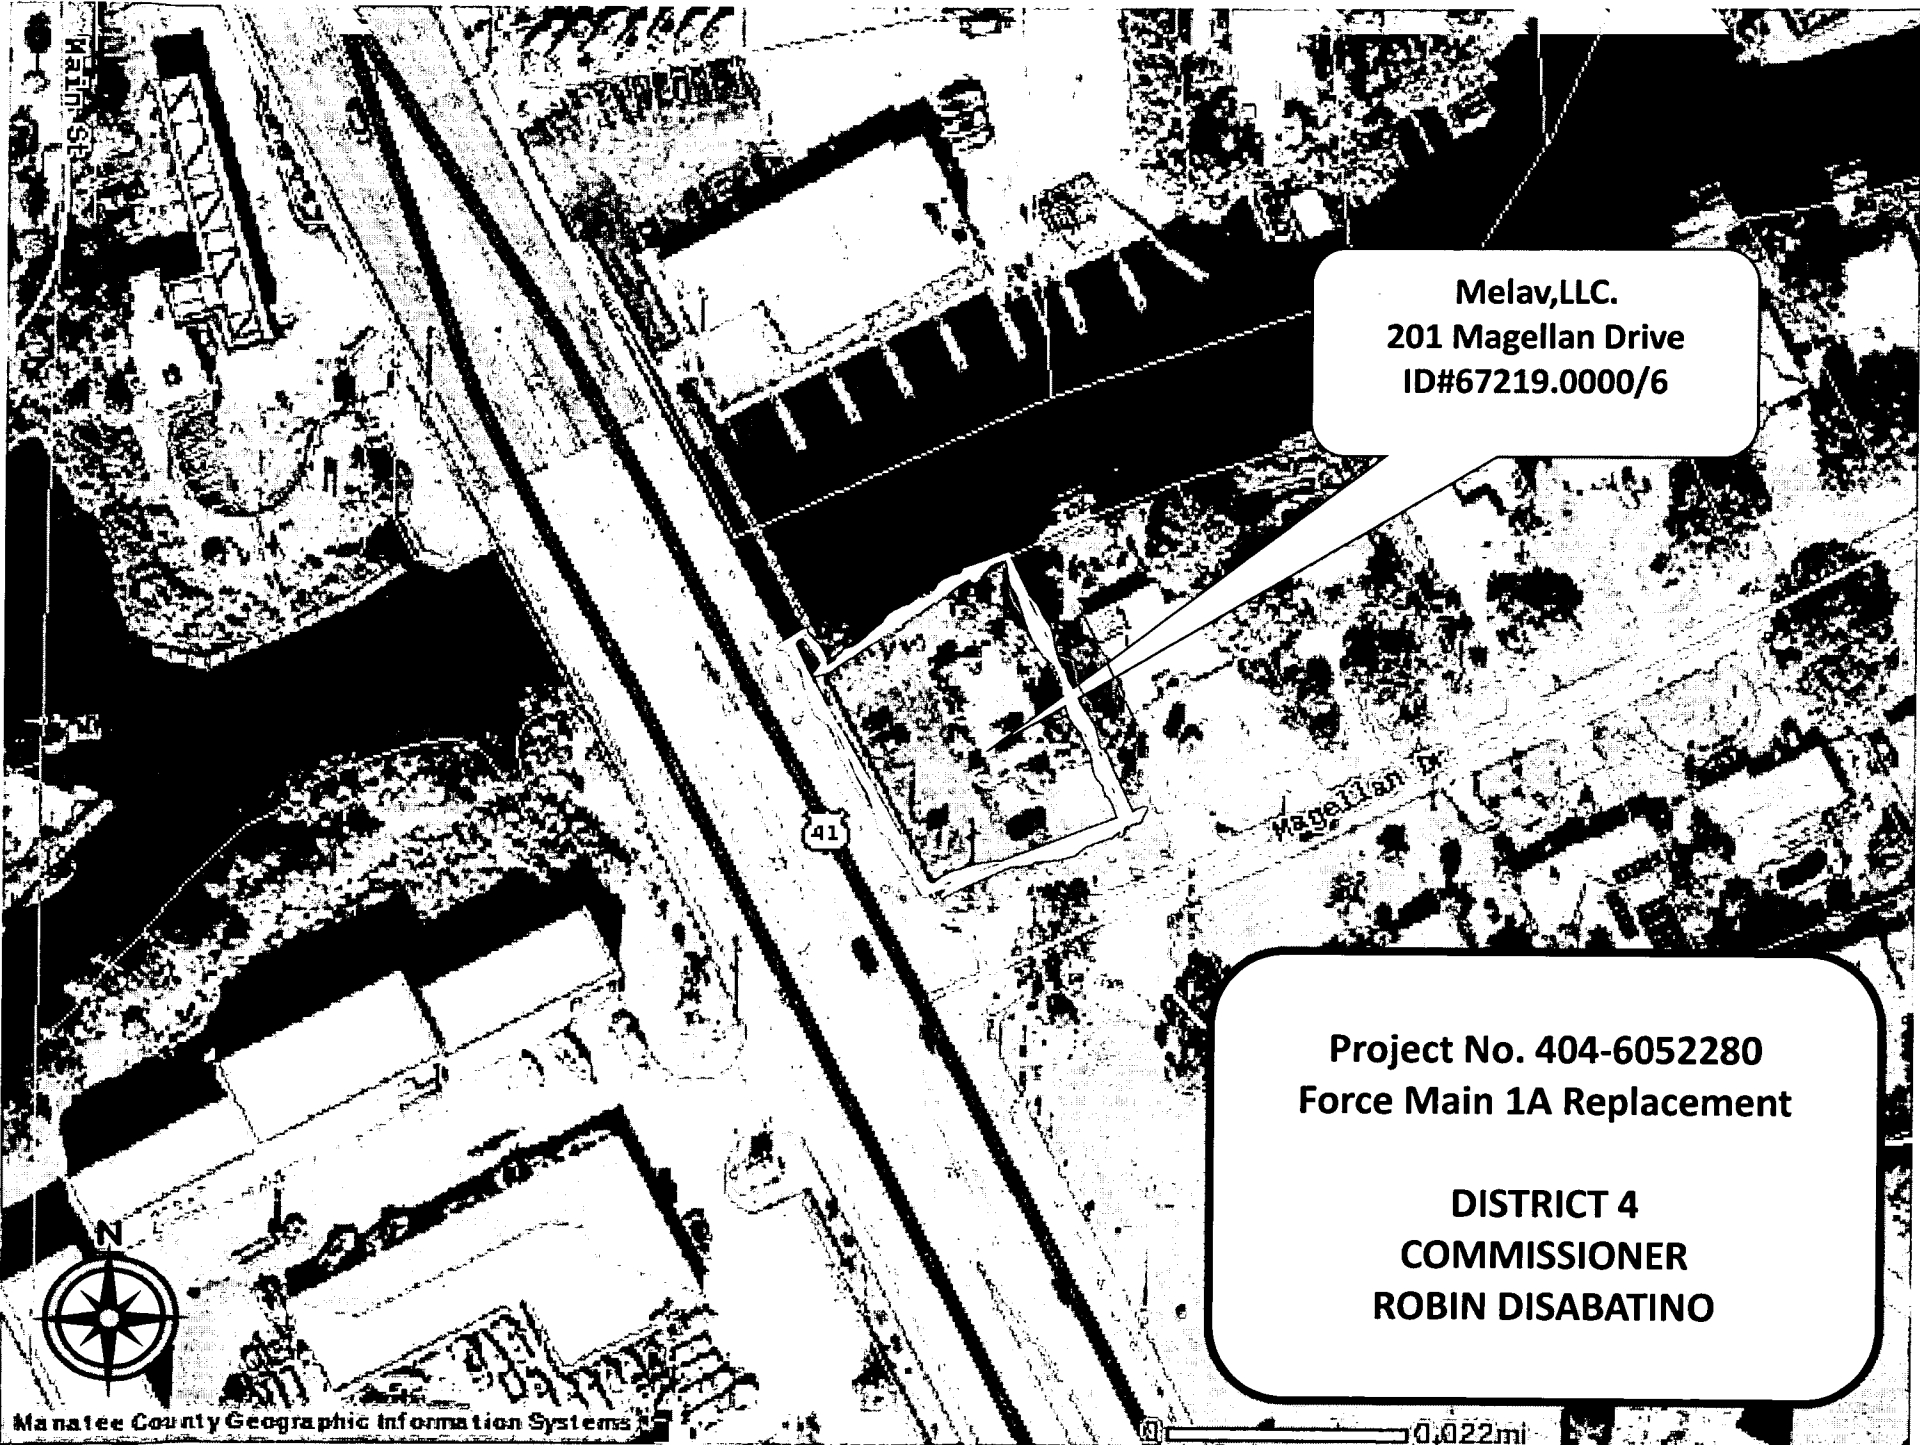 Main St
Melav,LLC.
201 Magellan Drive
ID#67219.0000/6
41
Magellan Dr
Project No. 404-6052280
Force Main 1A Replacement
DISTRICT 4
COMMISSIONER
ROBIN DISABATINO
N
Manatee County Geographic Information Systems
0 0.022mi